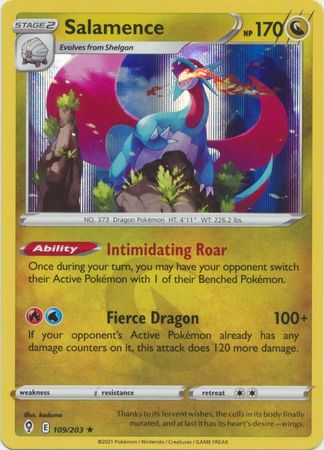 STAGE2 Salamence HP 170
Evolves from Shelgon
NO. 373 Dragon Pokémon HT: 4'11" WT: 226.2 lbs.
Ability Intimidating Roar
Once during your turn, you may have your opponent switch
their Active Pokémon with 1 of their Benched Pokémon.
Fierce Dragon 100+
If your opponent's Active Pokémon already has any
damage counters on it, this attack does 120 more damage.
weakness resistance retreat
Illus. kodama
E 109/203 ★
Thanks to its fervent wishes, the cells in its body finally
mutated, and at last it has its heart's desire—wings.
©2021 Pokémon / Nintendo / Creatures / GAME FREAK